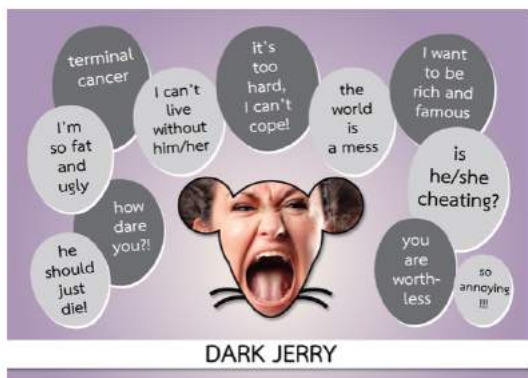 terminal
cancer
I can't
live
without
him/her
it's
too
hard,
I can't
cope!
the
world
is
a mess
I want
to be
rich and
famous
I'm
so fat
and
ugly
is
he/she
cheating?
how
dare
you?!
he
should
just
die!
you
are
worth-
less
so
annoying
!!!
DARK JERRY